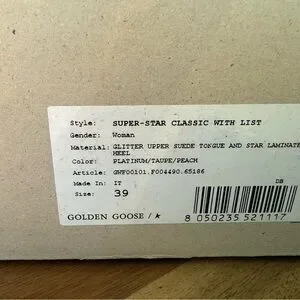 Style: SUPER-STAR CLASSIC WITH LIST
Gender: Woman
Material: GLITTER UPPER SUEDE TONGUE AND STAR LAMINATE
HEEL
Color: PLATINUM/TAUPE/PEACH
Article: GWF00101.F004490.65186
Made In: IT
DB
Size: 39
GOLDEN GOOSE / ★
8 050235 521117